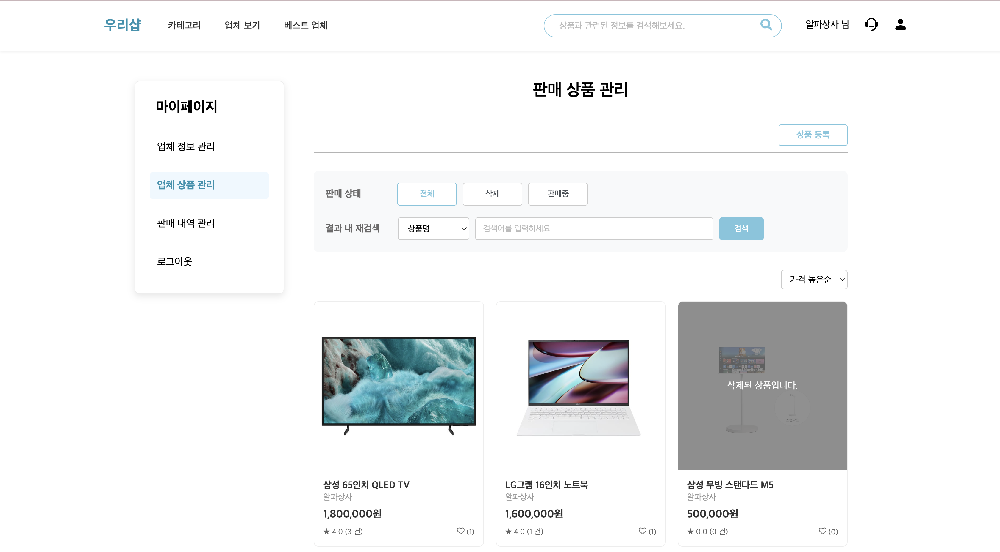 우리샵
카테고리
업체 보기
베스트 업체
상품과 관련된 정보를 검색해보세요.
알파상사 님
마이페이지
업체 정보 관리
업체 상품 관리
판매 내역 관리
로그아웃
판매 상품 관리
상품 등록
판매 상태
전체
삭제
판매중
결과 내 재검색
상품명
검색어를 입력하세요
검색
가격 높은순
삼성 65인치 QLED TV
알파상사
1,800,000원
★ 4.0 (3 건)
(1)
LG그램 16인치 노트북
알파상사
1,600,000원
★ 4.0 (1 건)
(1)
Smart Monitor M5
삭제된 상품입니다.
스탠다드
삼성 무빙 스탠다드 M5
알파상사
500,000원
★ 0.0 (0 건)
(0)